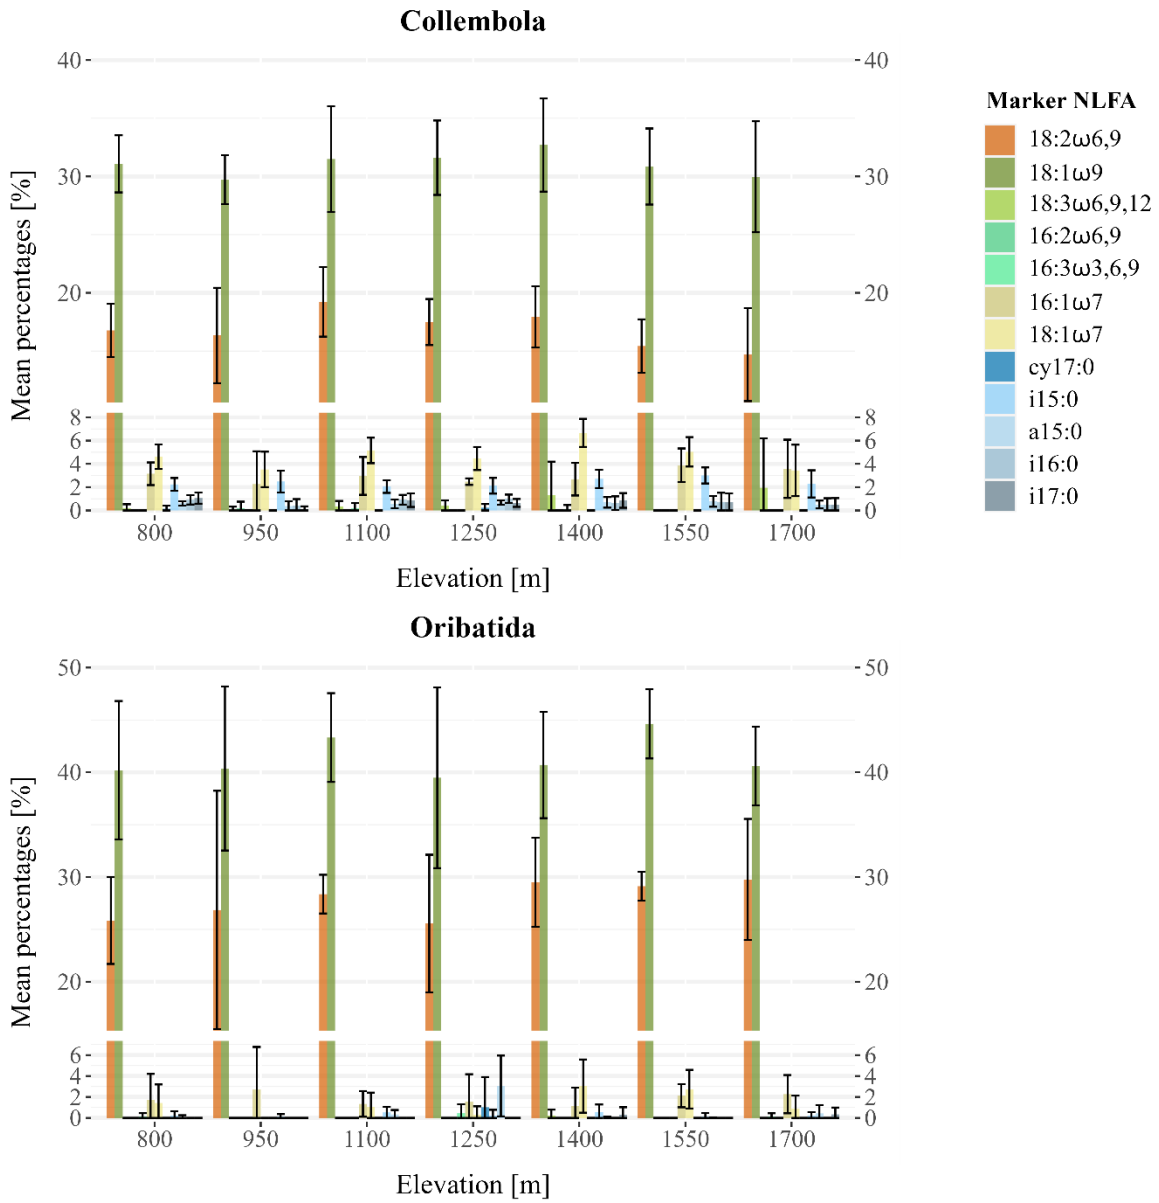 Collembola
40 40
30 30
20 20
8 8
6 6
4 4
2 2
0 0
800 950 1100 1250 1400 1550 1700
Mean percentages [%]
Elevation [m]
Marker NLFA
18:2ω6,9
18:1ω9
18:3ω6,9,12
16:2ω6,9
16:3ω3,6,9
16:1ω7
18:1ω7
cy17:0
i15:0
a15:0
i16:0
i17:0
Oribatida
50 50
40 40
30 30
20 20
6 6
4 4
2 2
0 0
800 950 1100 1250 1400 1550 1700
Mean percentages [%]
Elevation [m]